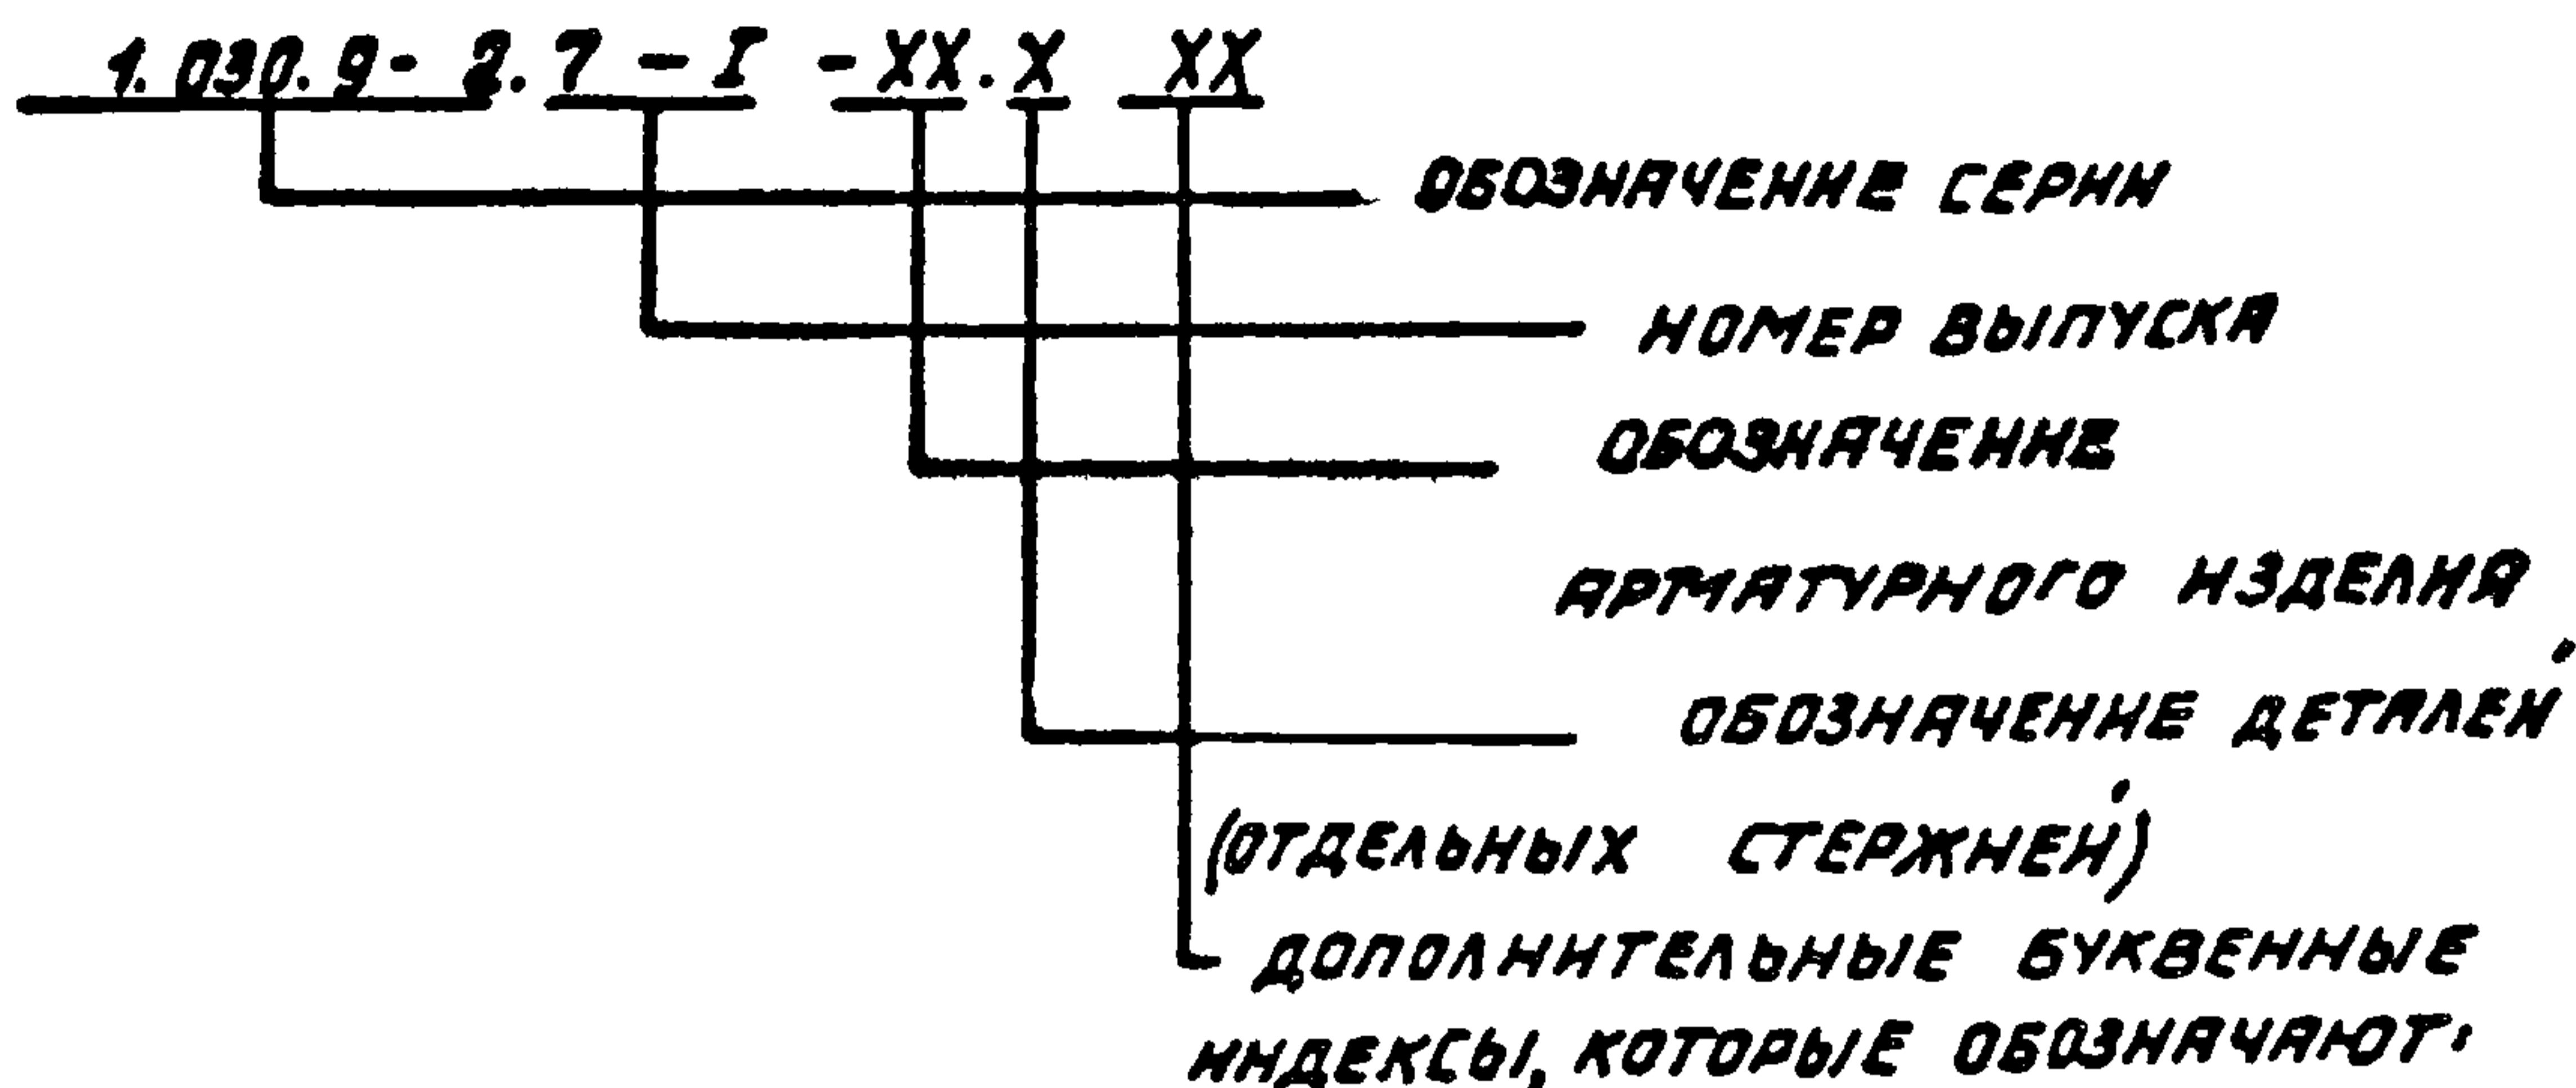 1.030.9-2.7-I-XX.X XX
ОБОЗНАЧЕНИЕ СЕРИИ
НОМЕР ВЫПУСКА
ОБОЗНАЧЕНИЕ
АРМАТУРНОГО ИЗДЕЛИЯ
ОБОЗНАЧЕНИЕ ДЕТАЛЕЙ
(ОТДЕЛЬНЫХ СТЕРЖНЕЙ)
ДОПОЛНИТЕЛЬНЫЕ БУКВЕННЫЕ
ИНДЕКСЫ, КОТОРЫЕ ОБОЗНАЧАЮТ: